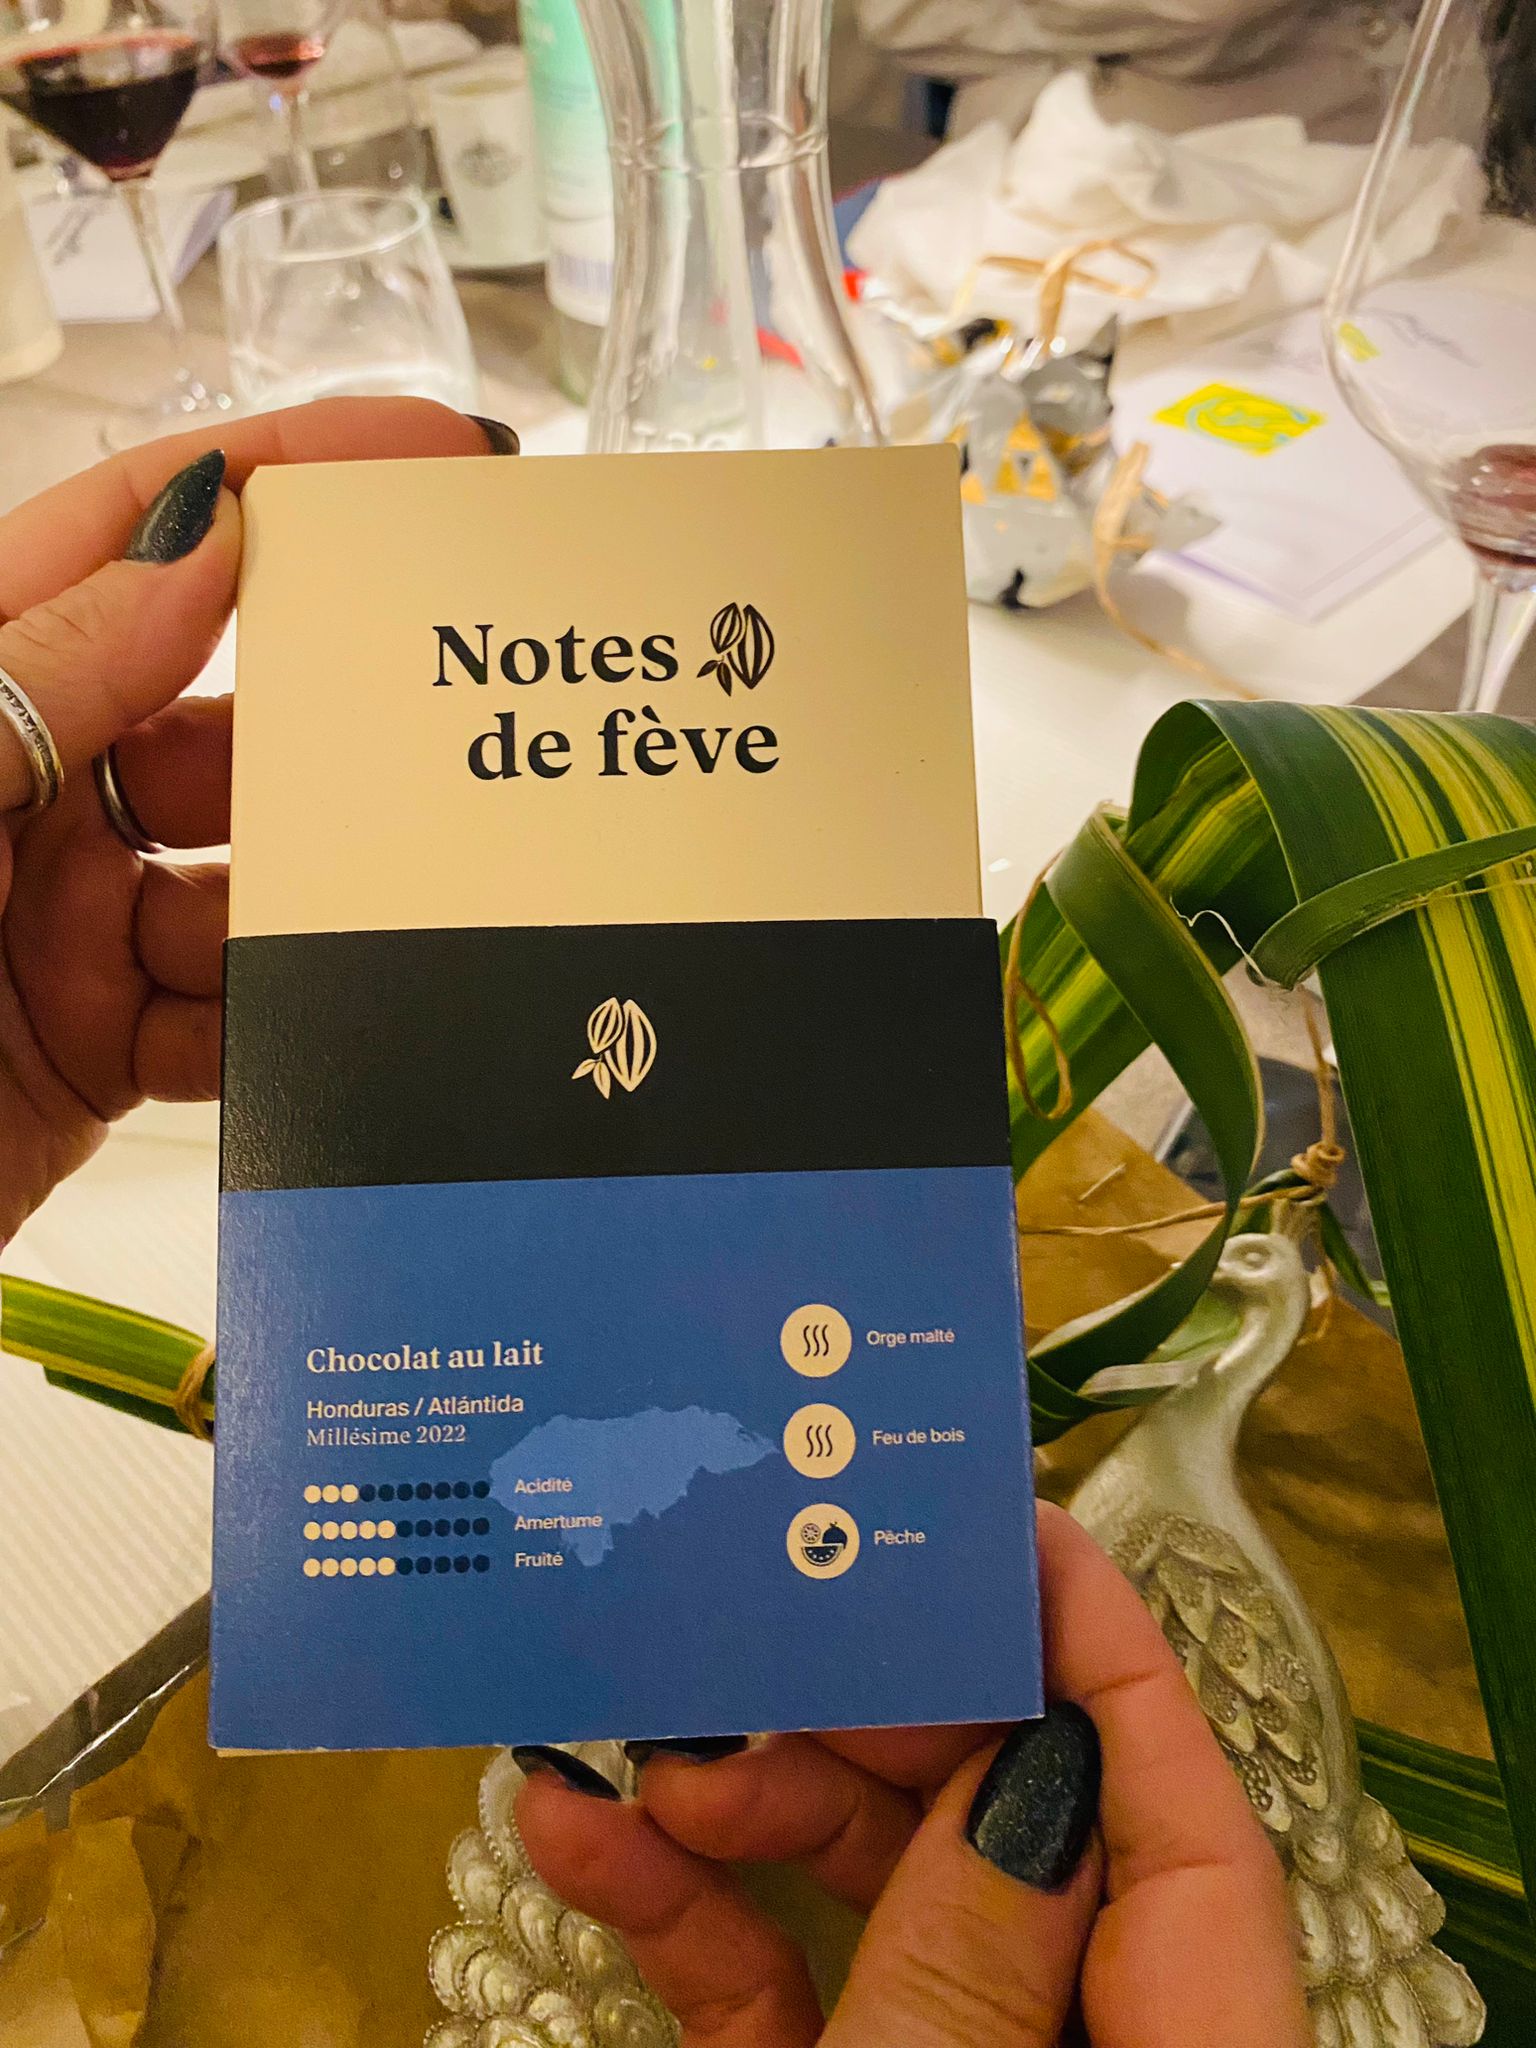 Notes
de fève
Chocolat au lait
Honduras / Atlántida
Millésime 2022
Acidité
Amertume
Fruité
Orge malté
Feu de bois
Pêche